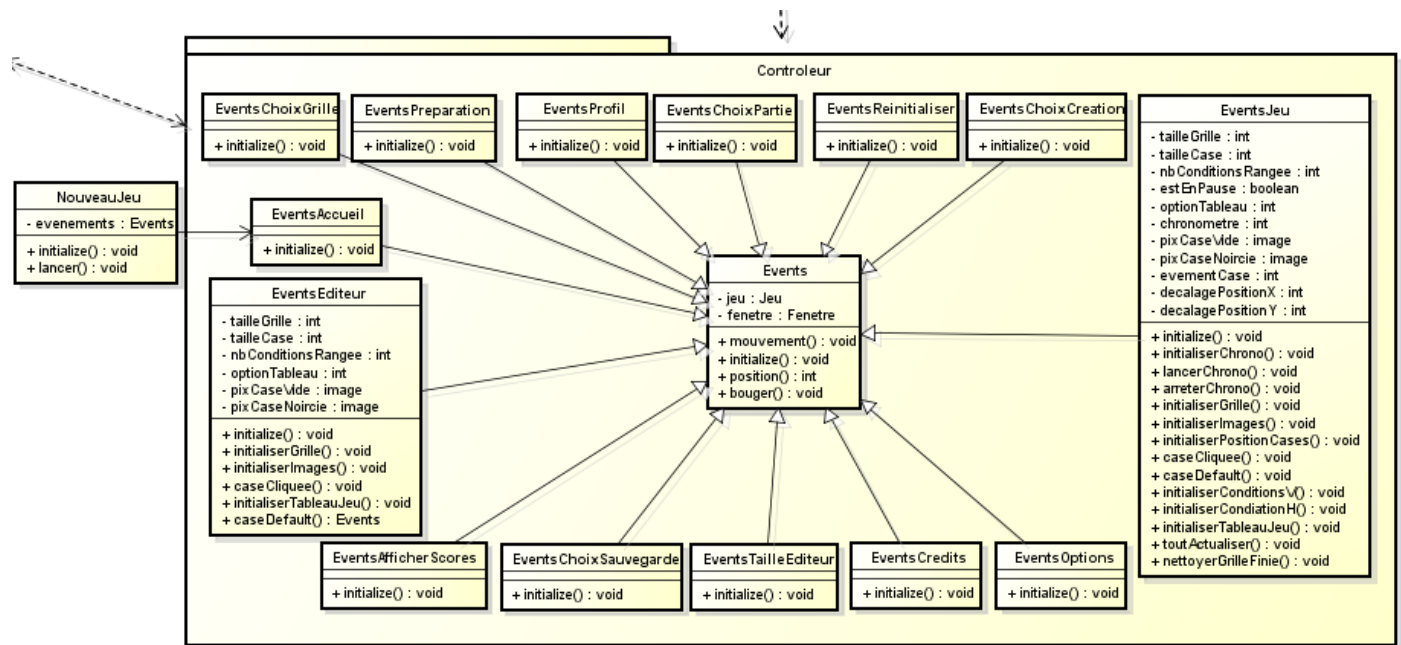 Controleur
EventsChoixGrille
+ initialize() : void
EventsPreparation
+ initialize() : void
EventsProfil
+ initialize() : void
EventsChoixPartie
+ initialize() : void
EventsReinitialiser
+ initialize() : void
EventsChoixCreation
+ initialize() : void
EventsJeu
- tailleGrille : int
- tailleCase : int
- nbConditionsRangee : int
- estEnPause : boolean
- optionTableau : int
- chronometre : int
- pixCaseVide : image
- pixCaseNoircie : image
- evementCase : int
- decalagePositionX : int
- decalagePositionY : int
+ initialize() : void
+ initialiserChrono() : void
+ lancerChrono() : void
+ arreterChrono() : void
+ initialiserGrille() : void
+ initialiserImages() : void
+ initialiserPositionCases() : void
+ caseCliquee() : void
+ caseDefault() : void
+ initialiserConditionsV() : void
+ initialiserCondiationH() : void
+ initialiserTableauJeu() : void
+ toutActualiser() : void
+ nettoyerGrilleFinie() : void
NouveauJeu
- evenements : Events
+ initialize() : void
+ lancer() : void
EventsAccueil
+ initialize() : void
Events
- jeu : Jeu
- fenetre : Fenetre
+ mouvement() : void
+ initialize() : void
+ position() : int
+ bouger() : void
EventsEditeur
- tailleGrille : int
- tailleCase : int
- nbConditionsRangee : int
- optionTableau : int
- pixCaseVide : image
- pixCaseNoircie : image
+ initialize() : void
+ initialiserGrille() : void
+ initialiserImages() : void
+ caseCliquee() : void
+ initialiserTableauJeu() : void
+ caseDefault() : Events
EventsAfficherScores
+ initialize() : void
EventsChoixSauvegarde
+ initialize() : void
EventsTailleEditeur
+ initialize() : void
EventsCredits
+ initialize() : void
EventsOptions
+ initialize() : void